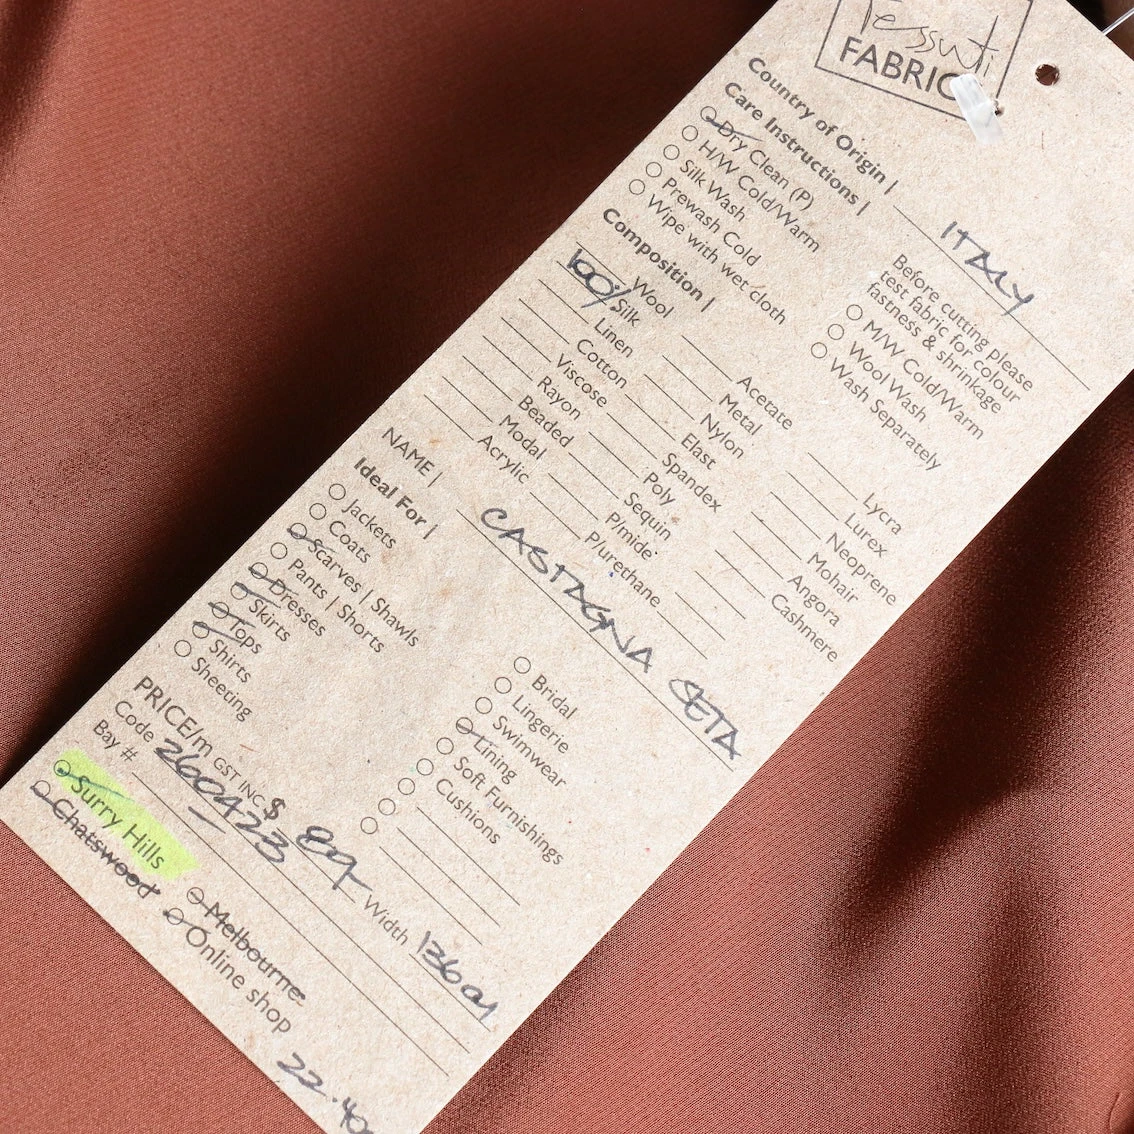 Tessuti
FABRIC
Country of Origin | ITALY
Care Instructions |
Dry Clean (P)
H/W Cold/Warm
Silk Wash
Prewash Cold
Wipe with wet cloth
Before cutting please
test fabric for colour
fastness & shrinkage
M/W Cold/Warm
Wool Wash
Wash Separately
Composition |
Wool
100% Silk
Linen
Cotton
Viscose
Rayon
Beaded
Modal
Acrylic
Acetate
Metal
Nylon
Elast
Spandex
Poly
Sequin
P/mide
P/urethane
Lycra
Lurex
Neoprene
Mohair
Angora
Cashmere
NAME | CASTAGNA SETA
Ideal For |
Jackets
Coats
Scarves | Shawls
Pants | Shorts
Dresses
Skirts
Tops
Shirts
Sheeting
Bridal
Lingerie
Swimwear
Lining
Soft Furnishings
Cushions
PRICE/m GST INC $ 89- Width 136cm
Code 260423
Bay #
Surry Hills
Chatswood
Melbourne
Online shop